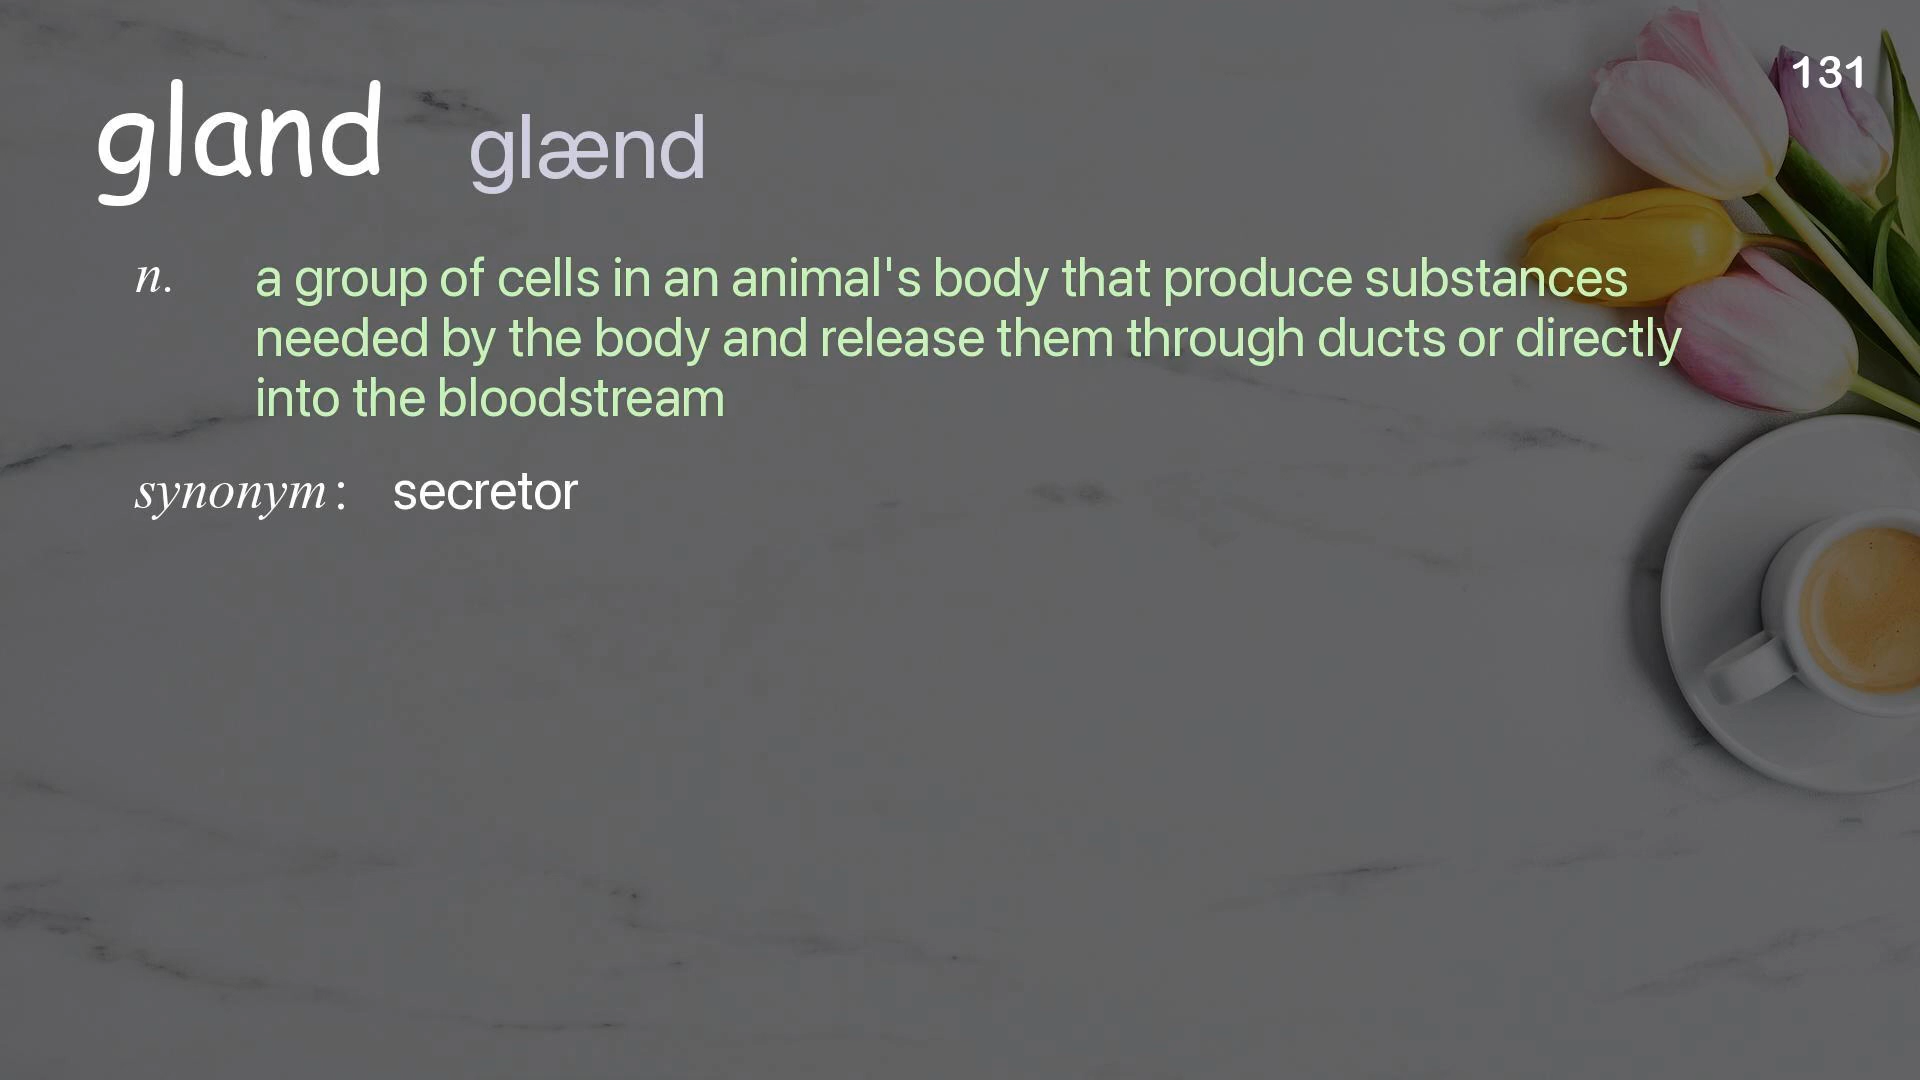 131
gland glænd
n. a group of cells in an animal's body that produce substances
needed by the body and release them through ducts or directly
into the bloodstream
synonym: secretor